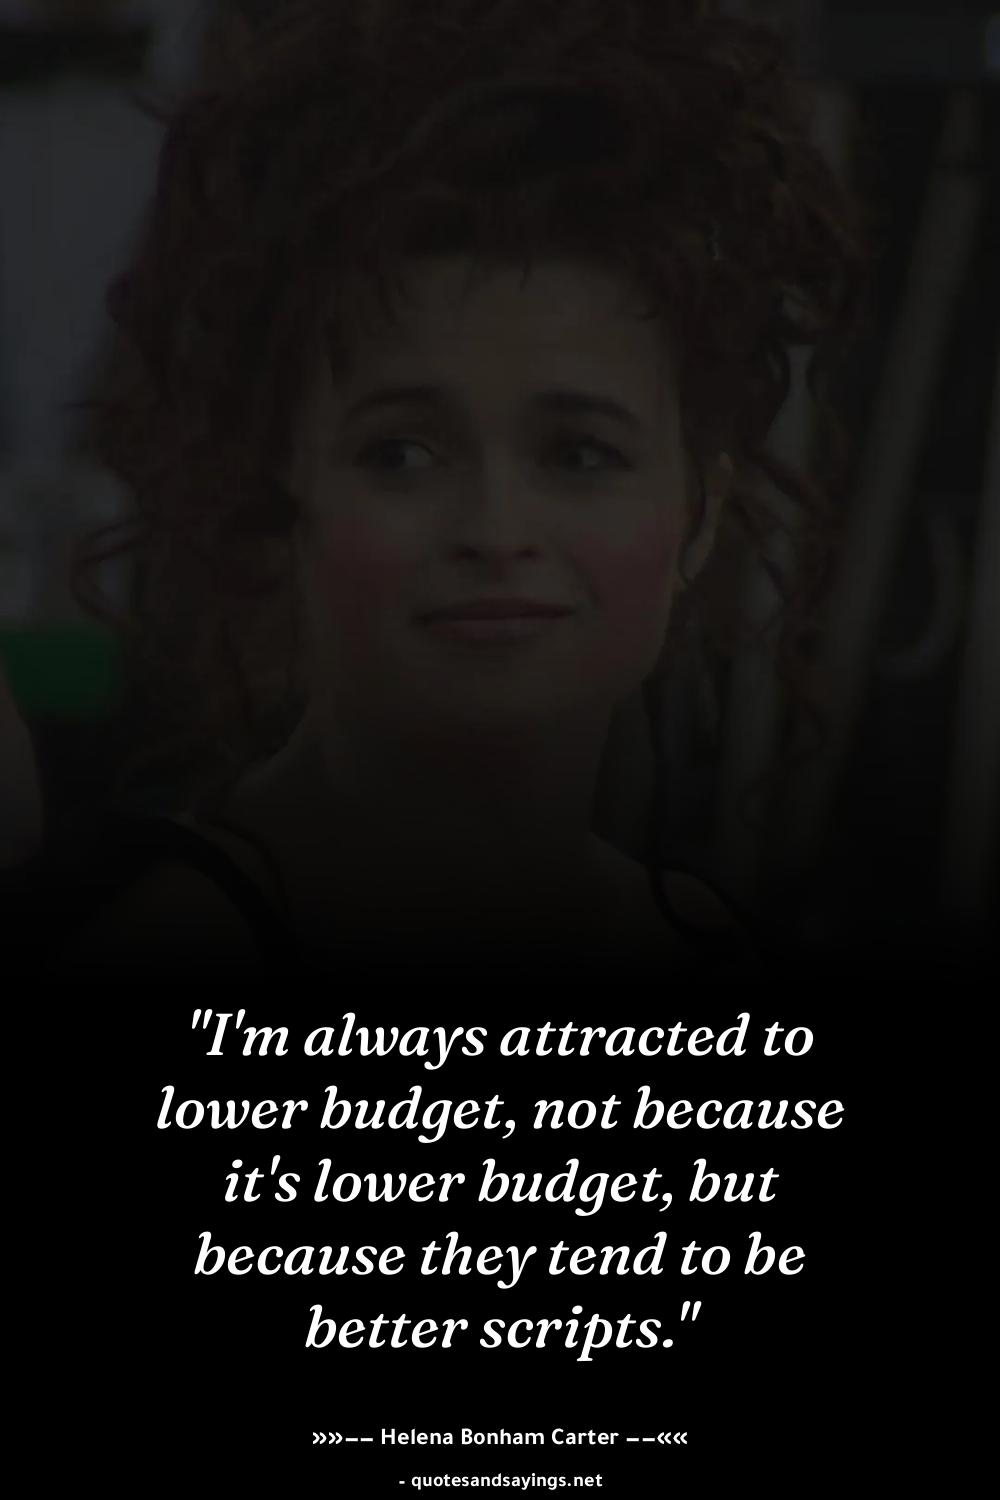 "I'm always attracted to
lower budget, not because
it's lower budget, but
because they tend to be
better scripts."
»»–– Helena Bonham Carter ––««
- quotesandsayings.net